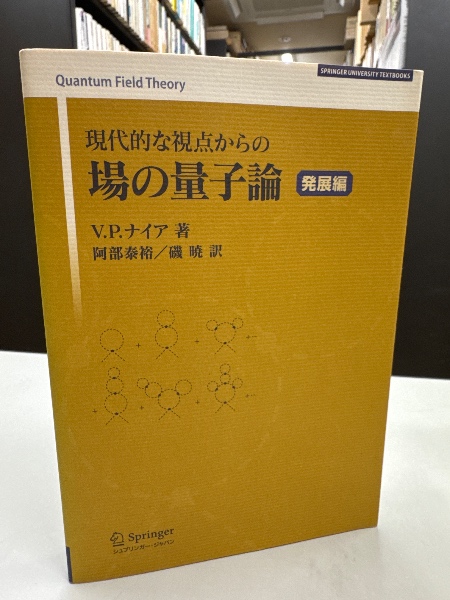 SPRINGER UNIVERSITY TEXTBOOKS
Quantum Field Theory
現代的な視点からの
場の量子論 発展編
V.P.ナイア 著
阿部泰裕/磯 暁 訳
Springer
シュプリンガー・ジャパン